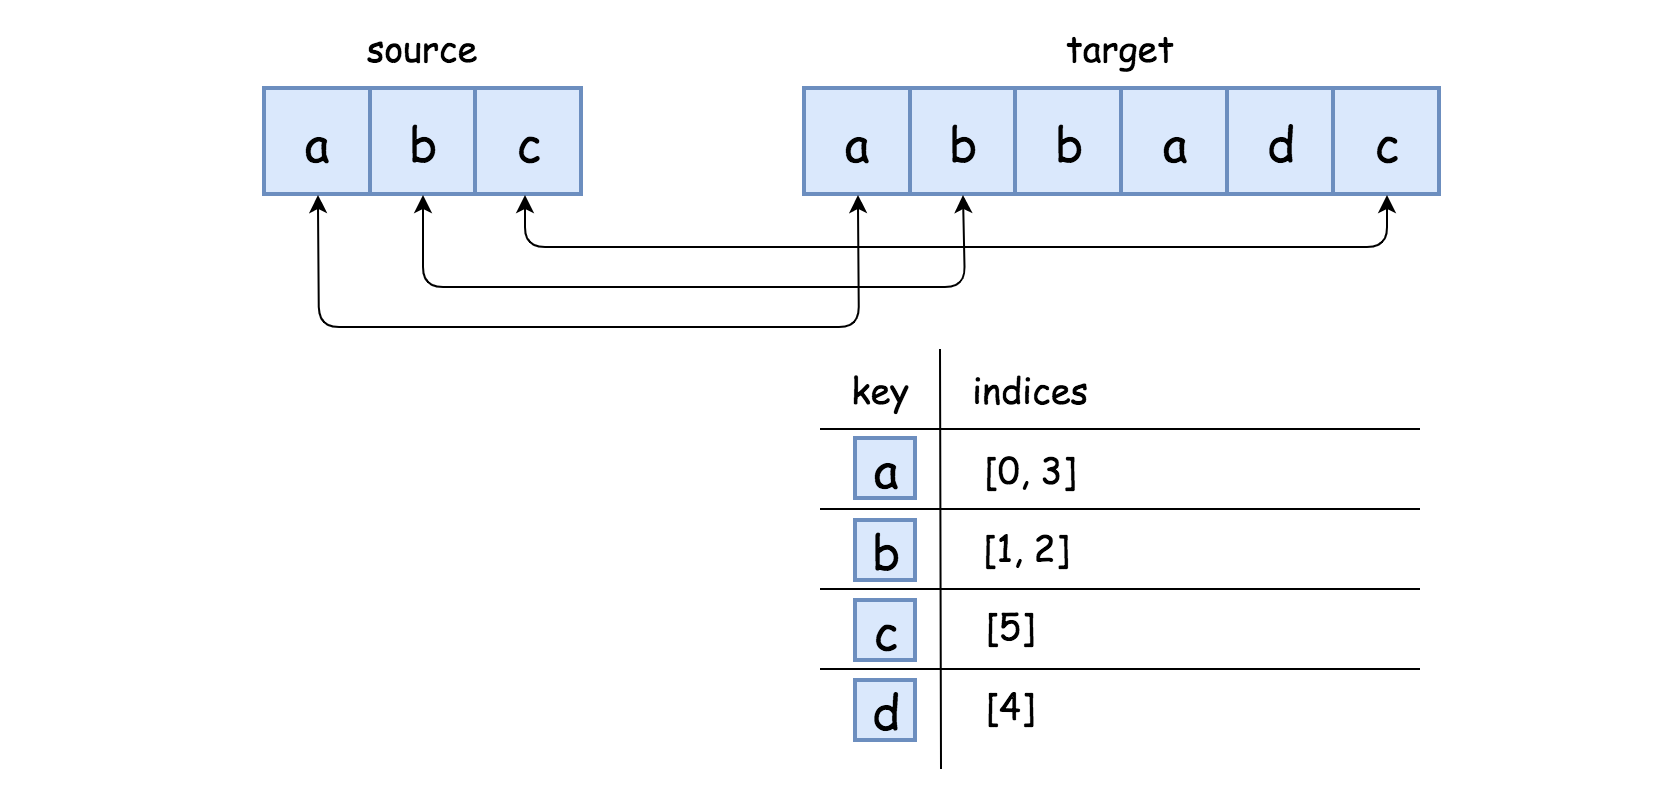 source target
a b c a b b a d c
key indices
a [0, 3]
b [1, 2]
c [5]
d [4]